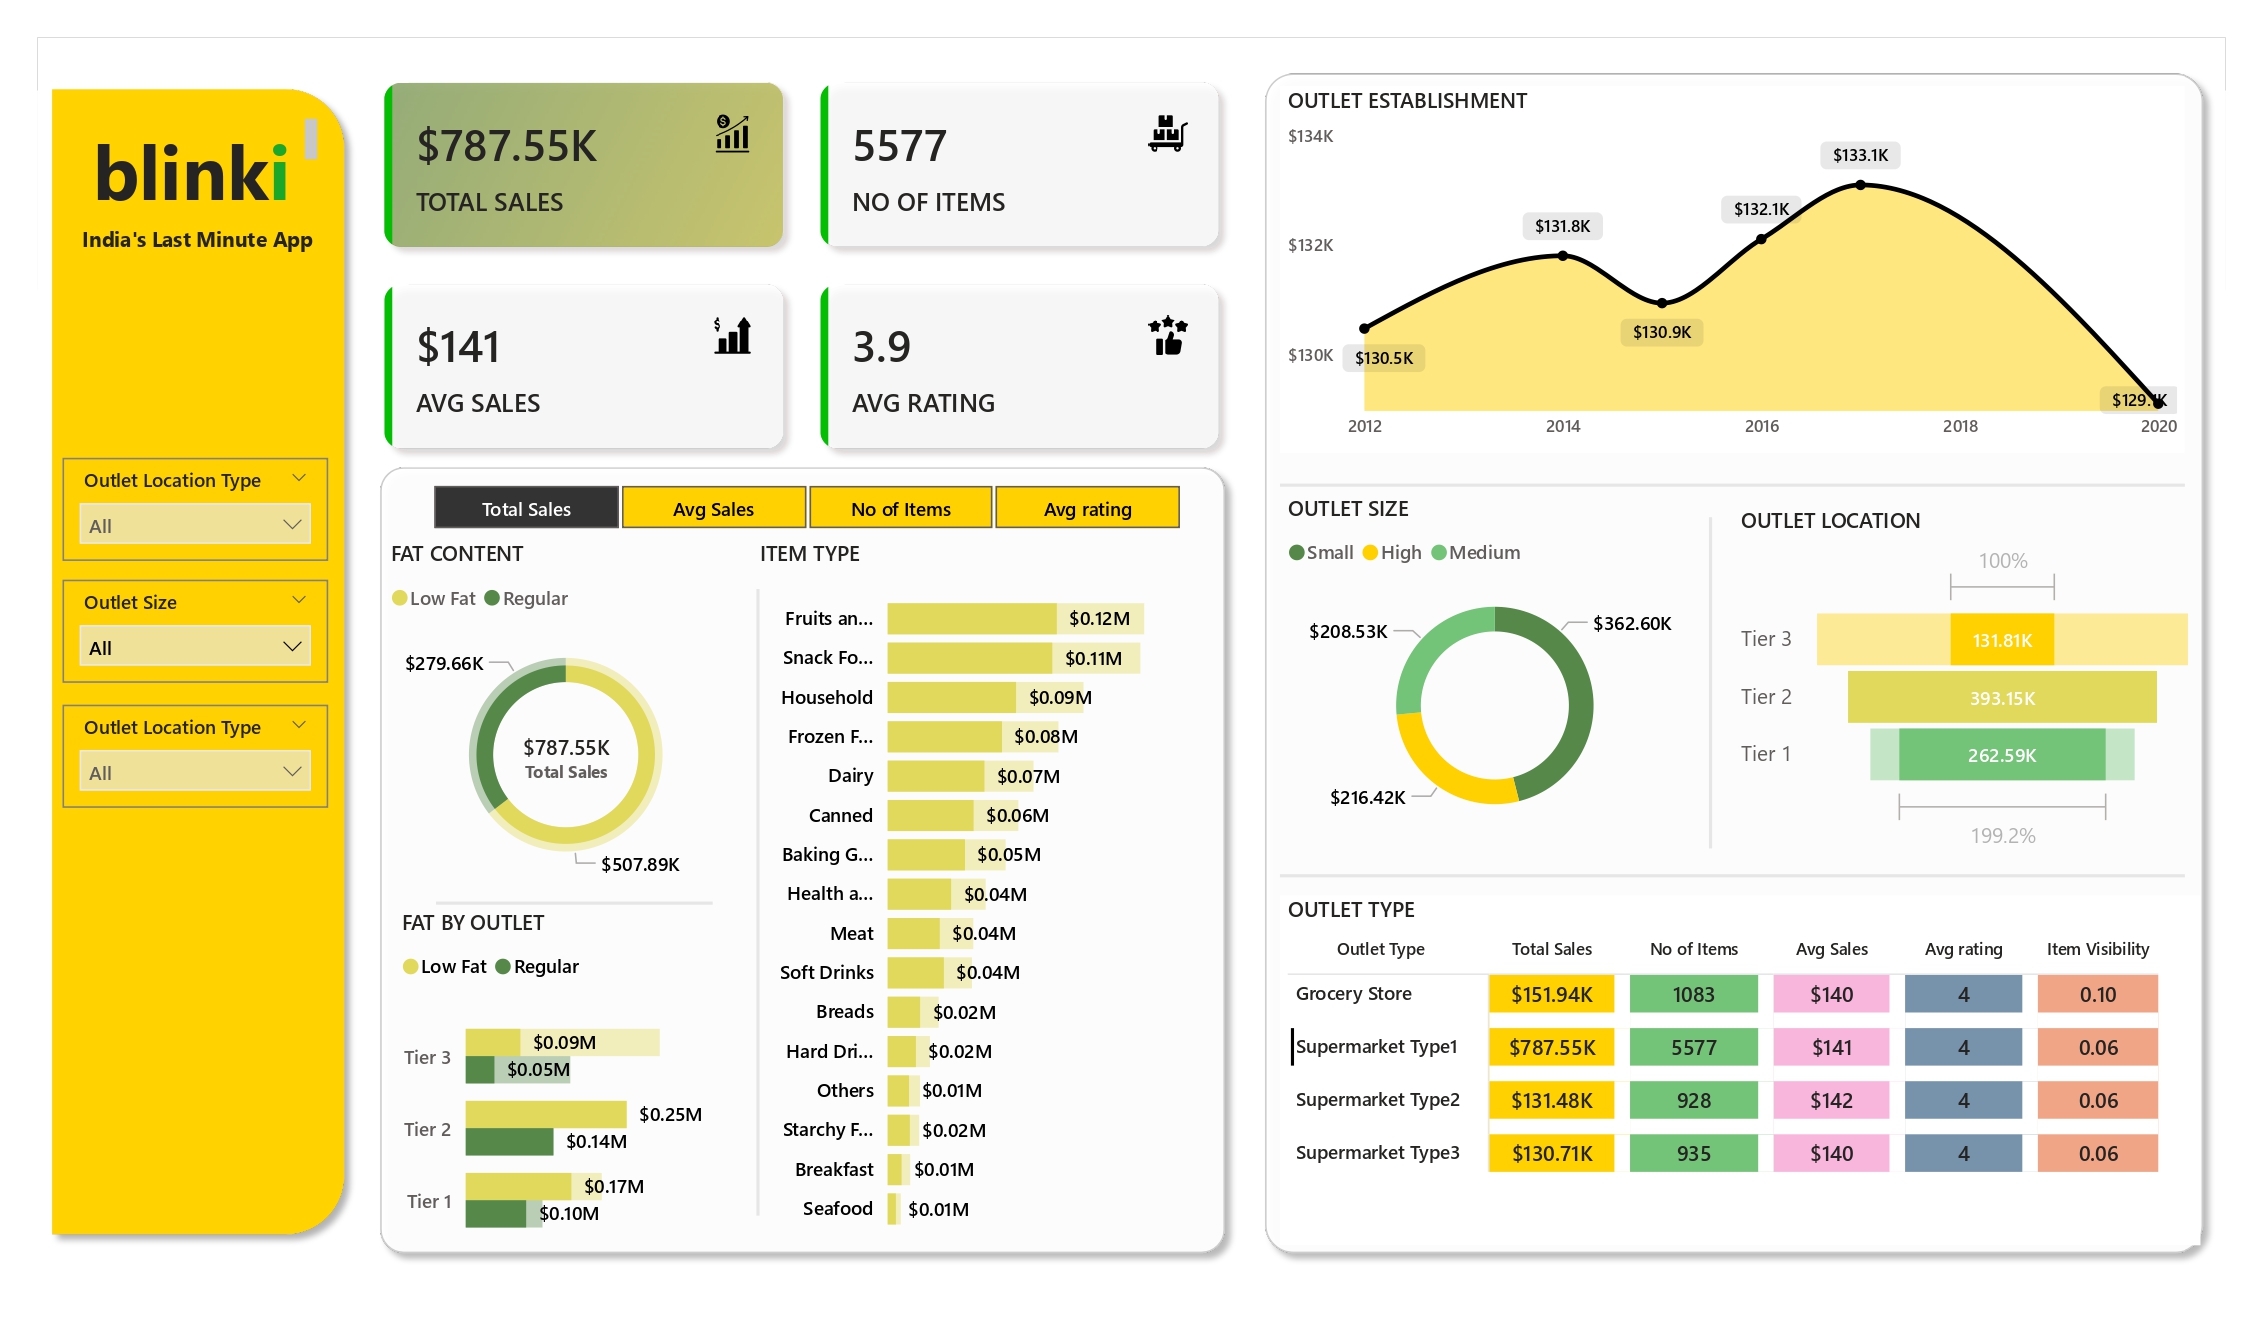 blinki
India's Last Minute App
Outlet Location Type
All
Outlet Size
All
Outlet Location Type
All
$787.55K
TOTAL SALES
5577
NO OF ITEMS
$141
AVG SALES
3.9
AVG RATING
Total Sales Avg Sales No of Items Avg rating
FAT CONTENT
Low Fat Regular
$279.66K
$787.55K
Total Sales
$507.89K
FAT BY OUTLET
Low Fat Regular
Tier 3 $0.09M
$0.05M
Tier 2 $0.25M
$0.14M
Tier 1 $0.17M
$0.10M
ITEM TYPE
Fruits an... $0.12M
Snack Fo... $0.11M
Household $0.09M
Frozen F... $0.08M
Dairy $0.07M
Canned $0.06M
Baking G... $0.05M
Health a... $0.04M
Meat $0.04M
Soft Drinks $0.04M
Breads $0.02M
Hard Dri... $0.02M
Others $0.01M
Starchy F... $0.02M
Breakfast $0.01M
Seafood $0.01M
OUTLET ESTABLISHMENT
$134K
$133.1K
$132.1K
$131.8K
$132K
$130.9K
$130K $130.5K
2012 2014 2016 2018 2020
OUTLET SIZE
Small High Medium
$208.53K
$362.60K
$216.42K
OUTLET LOCATION
100%
Tier 3 131.81K
Tier 2 393.15K
Tier 1 262.59K
199.2%
OUTLET TYPE
Outlet Type Total Sales No of Items Avg Sales Avg rating Item Visibility
Grocery Store $151.94K 1083 $140 4 0.10
Supermarket Type1 $787.55K 5577 $141 4 0.06
Supermarket Type2 $131.48K 928 $142 4 0.06
Supermarket Type3 $130.71K 935 $140 4 0.06